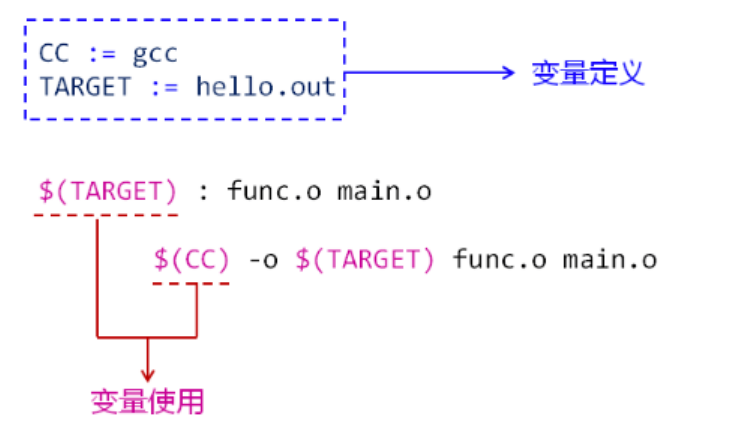 CC := gcc
TARGET := hello.out
变量定义
$(TARGET) : func.o main.o
$(CC) -o $(TARGET) func.o main.o
变量使用